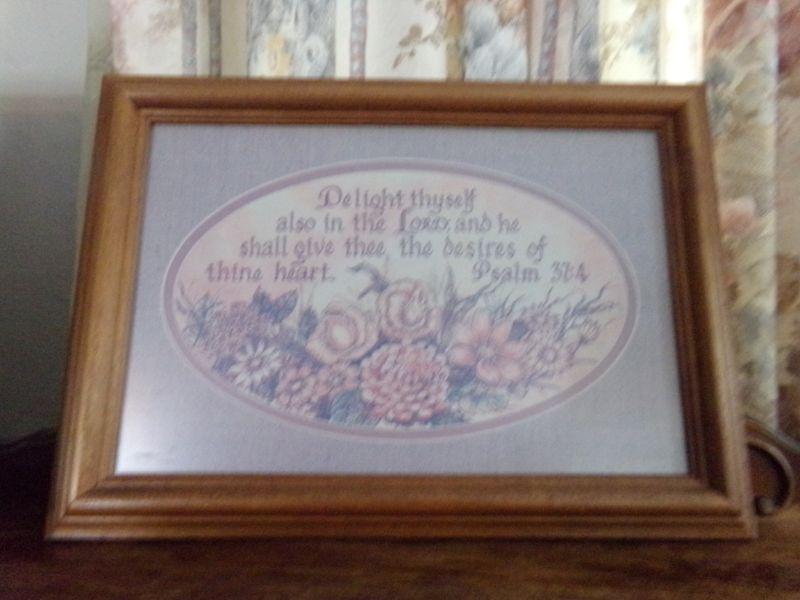 Delight thyself
also in the LORD: and he
shall give thee the desires of
thine heart. Psalm 37:4